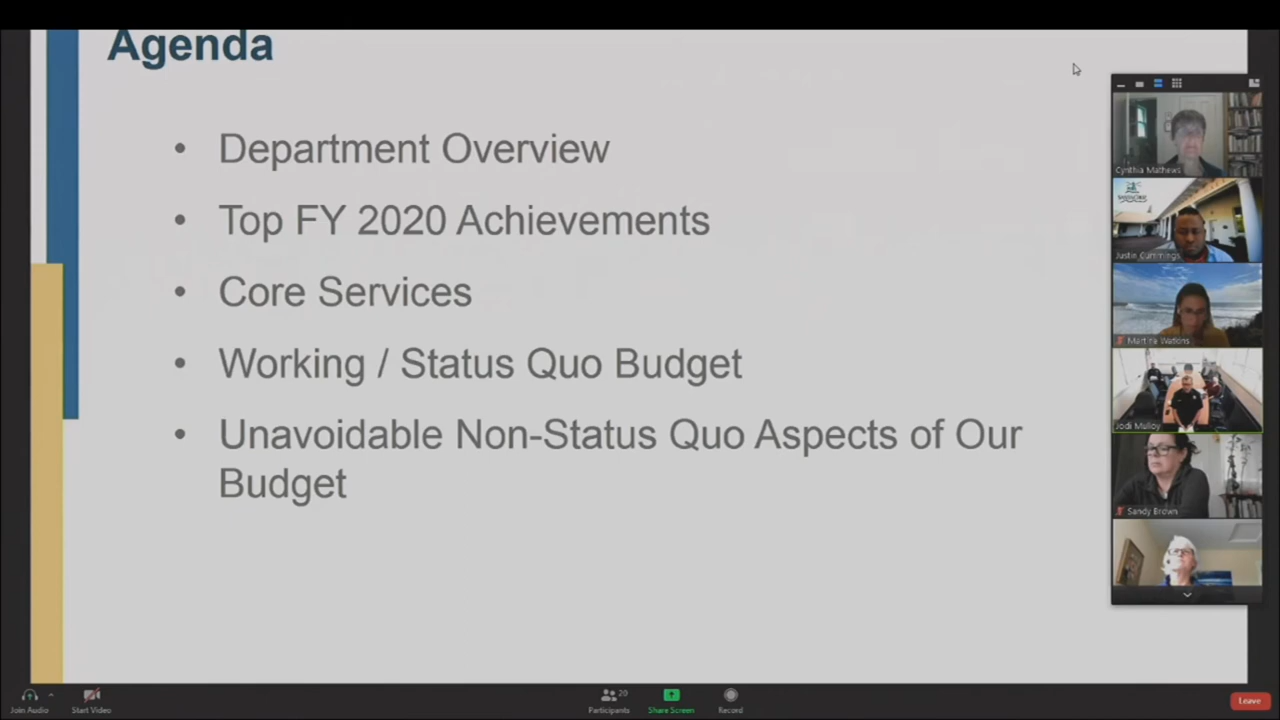 Agenda
• Department Overview
• Top FY 2020 Achievements
• Core Services
• Working / Status Quo Budget
• Unavoidable Non-Status Quo Aspects of Our
Budget
Cynthia Mathews
Justin Cummings
Martine Watkins
Jodi Mulloy
Sandy Brown
Join Audio
Start Video
Participants
20
Share Screen
Record
Leave